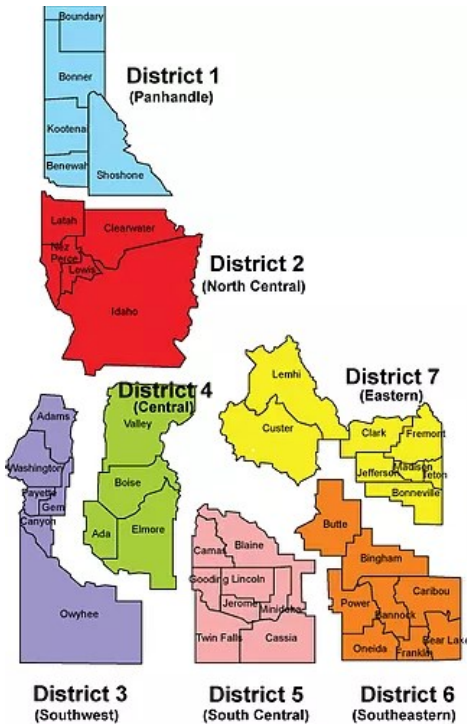 Boundary
Bonner
District 1
(Panhandle)
Kootenai
Benewah
Shoshone
Latah
Clearwater
Nez
Perce
Lewis
District 2
(North Central)
Idaho
District 4
(Central)
Valley
Adams
Washington
Payette
Gem
Canyon
Boise
Ada
Elmore
Owyhee
Lemhi
District 7
(Eastern)
Custer
Clark
Fremont
Madison
Jefferson
Teton
Bonneville
Butte
Blaine
Camas
Gooding
Lincoln
Jerome
Minidoka
Twin Falls
Cassia
Bingham
Caribou
Power
Bannock
Bear Lake
Oneida
Franklin
District 3
(Southwest)
District 5
(South Central)
District 6
(Southeastern)